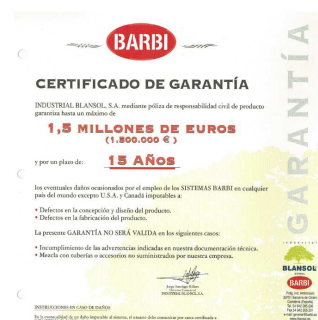 BARBI
CERTIFICADO DE GARANTÍA
INDUSTRIAL BLANSOL, S.A. mediante póliza de responsabilidad civil de producto
garantiza hasta un máximo de
1,5 MILLONES DE EUROS
(1.500.000 €)
y por un plazo de: 15 AÑOS
los eventuales daños ocasionados por el empleo de los SISTEMAS BARBI en cualquier
país del mundo excepto U.S.A. y Canadá imputables a:
• Defectos en la concepción y diseño del producto.
• Defectos en la fabricación del producto.
La presente GARANTÍA NO SERÁ VALIDA en los siguientes casos:
• Incumplimiento de las advertencias indicadas en nuestra documentación técnica.
• Mezcla con tuberías o accesorios no suministrados por nuestra empresa.
INDUSTRIAL BLANSOL, S.A.
INSTRUCCIONES EN CASO DE DAÑOS
GARANTÍA
BLANSOL
BARBI